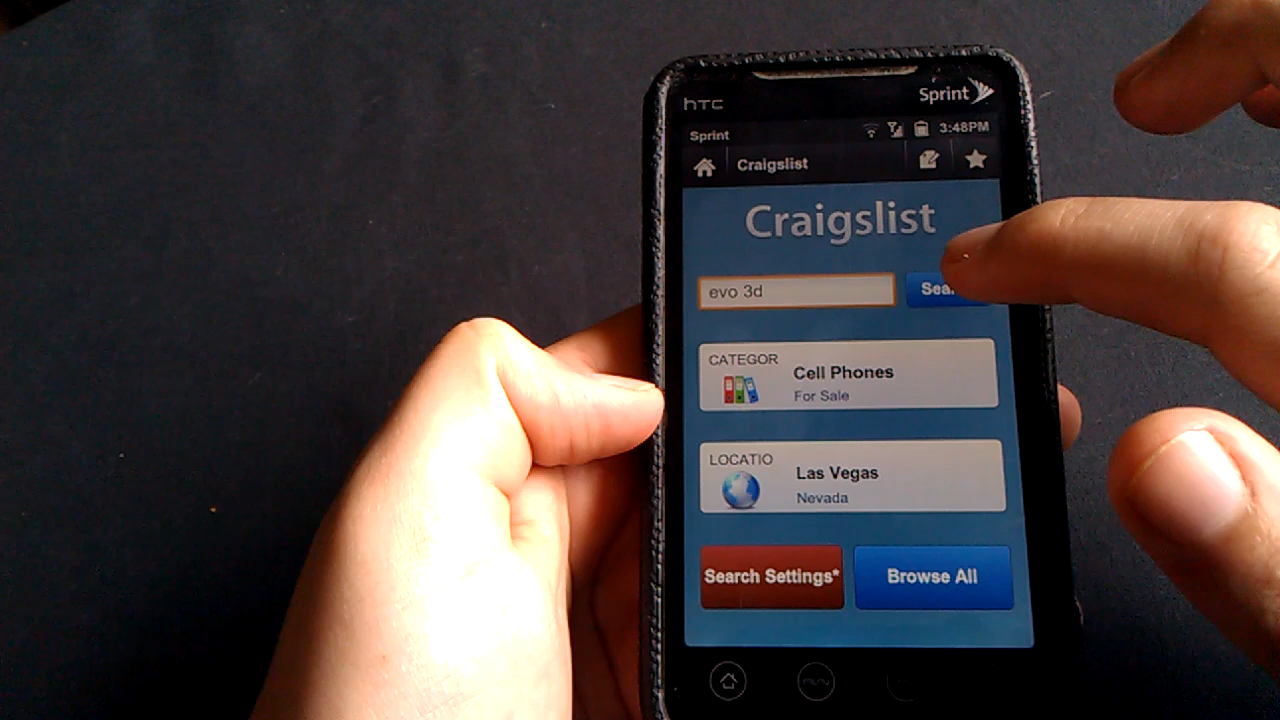 hTC
Sprint
Sprint
3:48PM
Craigslist
Craigslist
evo 3d
CATEGOR
Cell Phones
For Sale
LOCATIO
Las Vegas
Nevada
Search Settings*
Browse All
menu